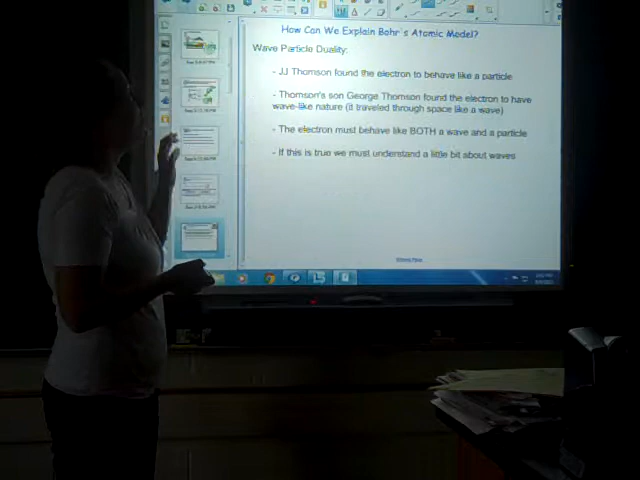 How Can We Explain Bohr's Atomic Model?
Wave Particle Duality:
- JJ Thomson found the electron to behave like a particle
- Thomson's son George Thomson found the electron to have
wave-like nature (it traveled through space like a wave)
- The electron must behave like BOTH a wave and a particle
- If this is true we must understand a little bit about waves